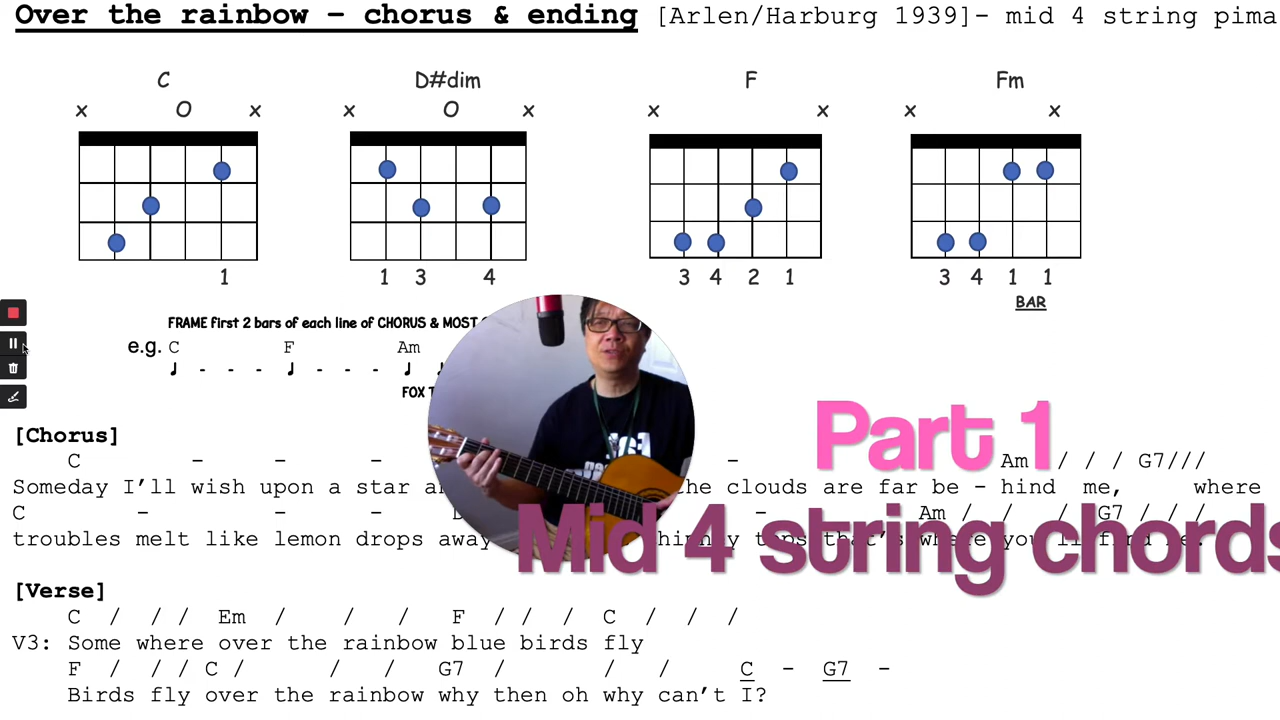 Over the rainbow – chorus & ending [Arlen/Harburg 1939]- mid 4 string pima
C D#dim F Fm
x O x x O x x x x x
1 1 3 4 3 4 2 1 3 4 1 1
BAR
FRAME first 2 bars of each line of CHORUS & MOST
e.g. C F Am
♩ - - - ♩ - - - ♩
FOX T
Part 1
[Chorus]
C - - - - Am / / / G7///
Someday I’ll wish upon a star he clouds are far be – hind me, where
C - - - - Am / / / G7 / / /
Mid 4 string chords
troubles melt like lemon drops away
[Verse]
C / / / Em / / / F / / / C / / /
V3: Some where over the rainbow blue birds fly
F / / / C / / / G7 / / / C – G7 –
Birds fly over the rainbow why then oh why can’t I?